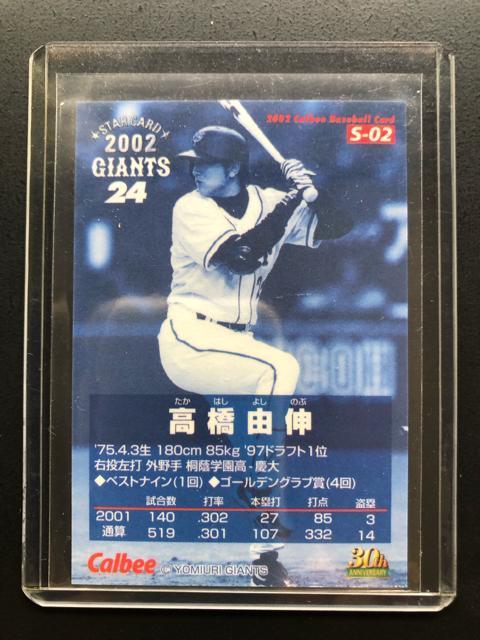 2002 Calbee Baseball Card
S-02
STAR CARD
2002
GIANTS
24
たか はし よし のぶ
高橋由伸
'75.4.3生 180cm 85kg '97ドラフト1位
右投左打 外野手 桐蔭学園高-慶大
◆ベストナイン(1回) ◆ゴールデングラブ賞(4回)
試合数 打率 本塁打 打点 盗塁
2001 140 .302 27 85 3
通算 519 .301 107 332 14
Calbee (C) YOMIURI GIANTS
30th
ANNIVERSARY